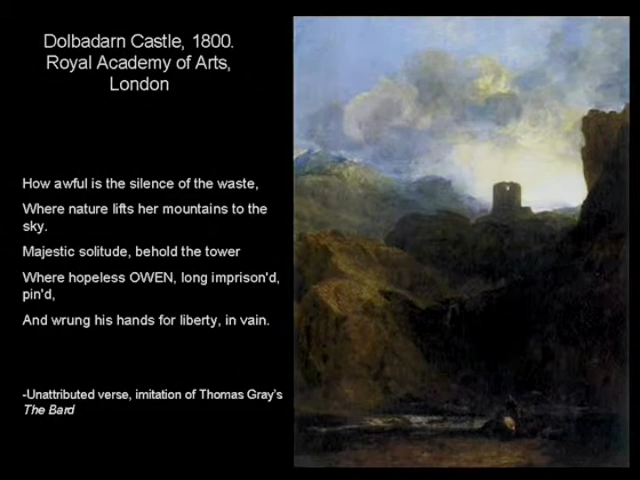 Dolbadarn Castle, 1800.
Royal Academy of Arts,
London
How awful is the silence of the waste,
Where nature lifts her mountains to the
sky.
Majestic solitude, behold the tower
Where hopeless OWEN, long imprison'd,
pin'd,
And wrung his hands for liberty, in vain.
-Unattributed verse, imitation of Thomas Gray's
The Bard